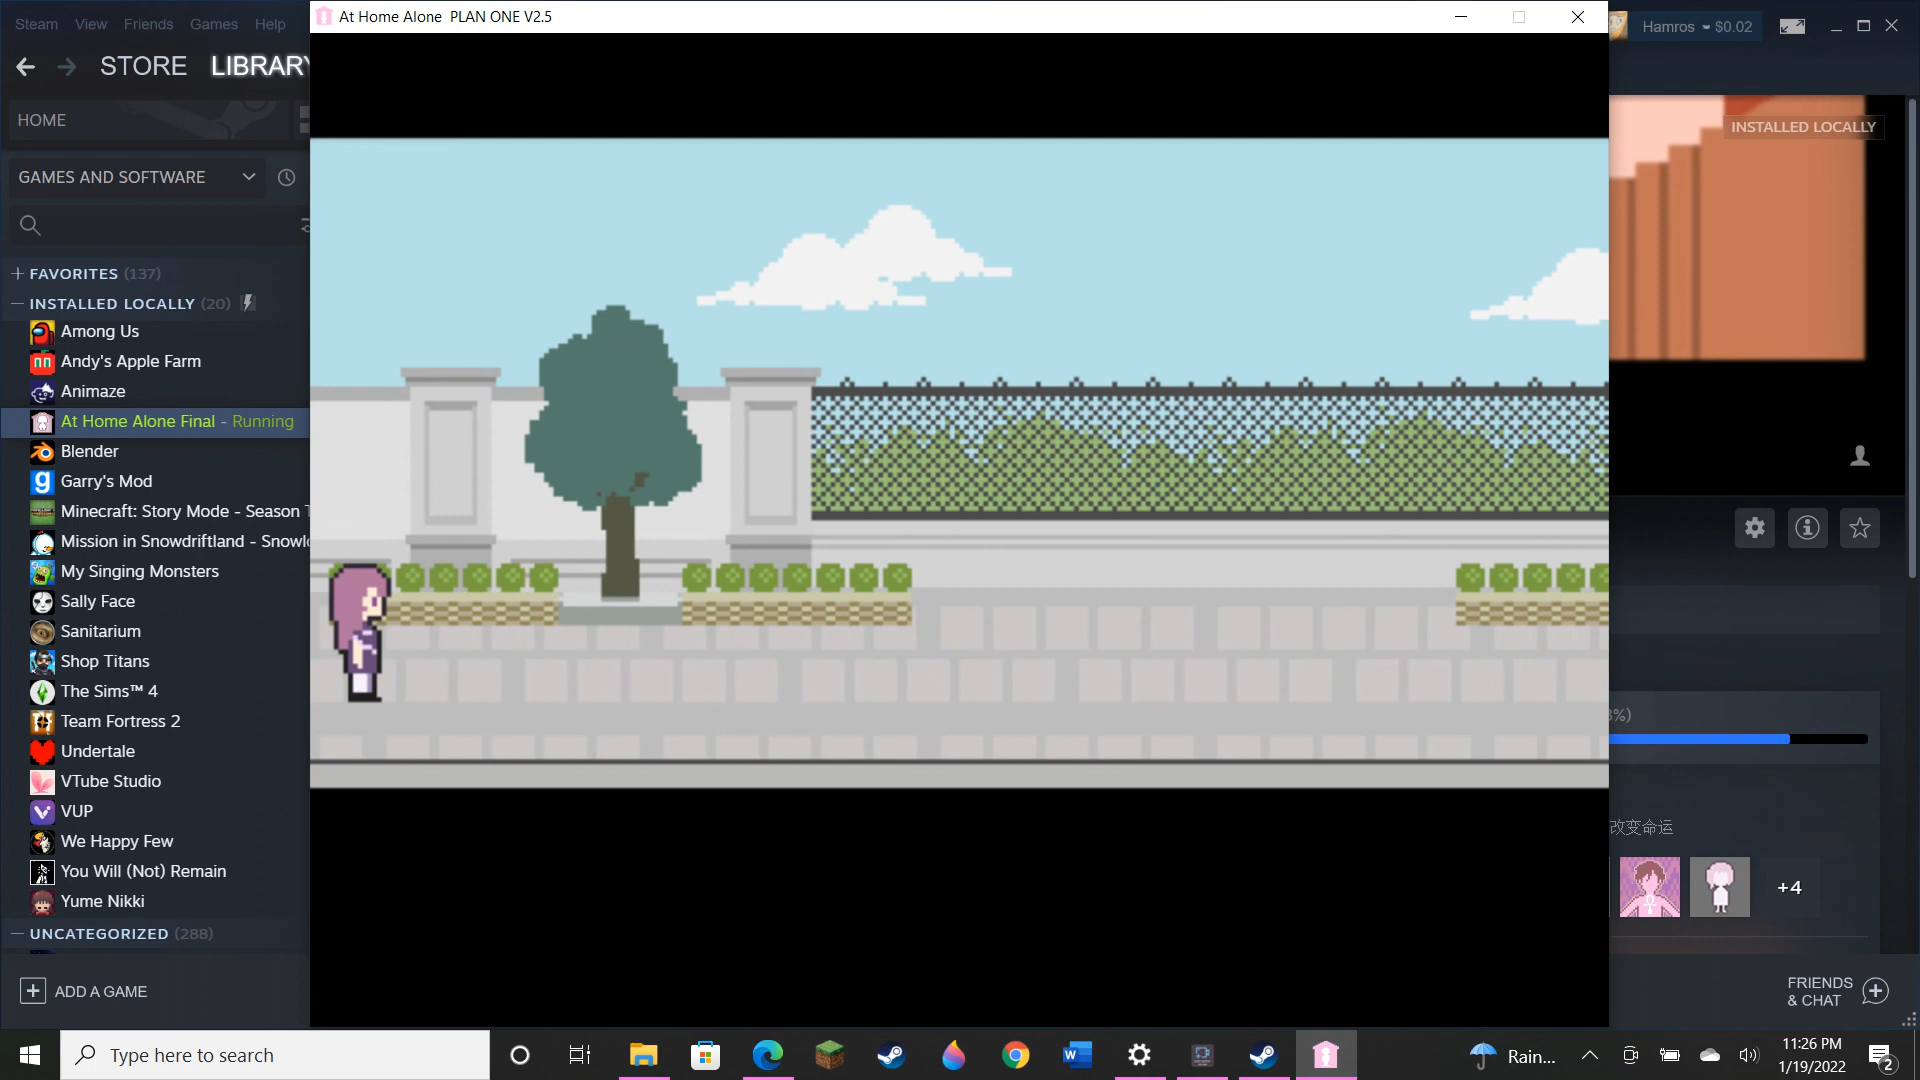 Steam View Friends Games Help
At Home Alone PLAN ONE V2.5
Hamros $0.02
STORE LIBRARY
HOME
INSTALLED LOCALLY
GAMES AND SOFTWARE
FAVORITES (137)
INSTALLED LOCALLY (20)
Among Us
Andy's Apple Farm
Animaze
At Home Alone Final - Running
Blender
Garry's Mod
Minecraft: Story Mode - Season
Mission in Snowdriftland -
My Singing Monsters
Sally Face
Sanitarium
Shop Titans
The Sims™ 4
Team Fortress 2
Undertale
%)
VTube Studio
VUP
改变命运
We Happy Few
You Will (Not) Remain
+4
Yume Nikki
UNCATEGORIZED (288)
ADD A GAME
FRIENDS
& CHAT
Type here to search
Rain...
11:26 PM
1/19/2022
2